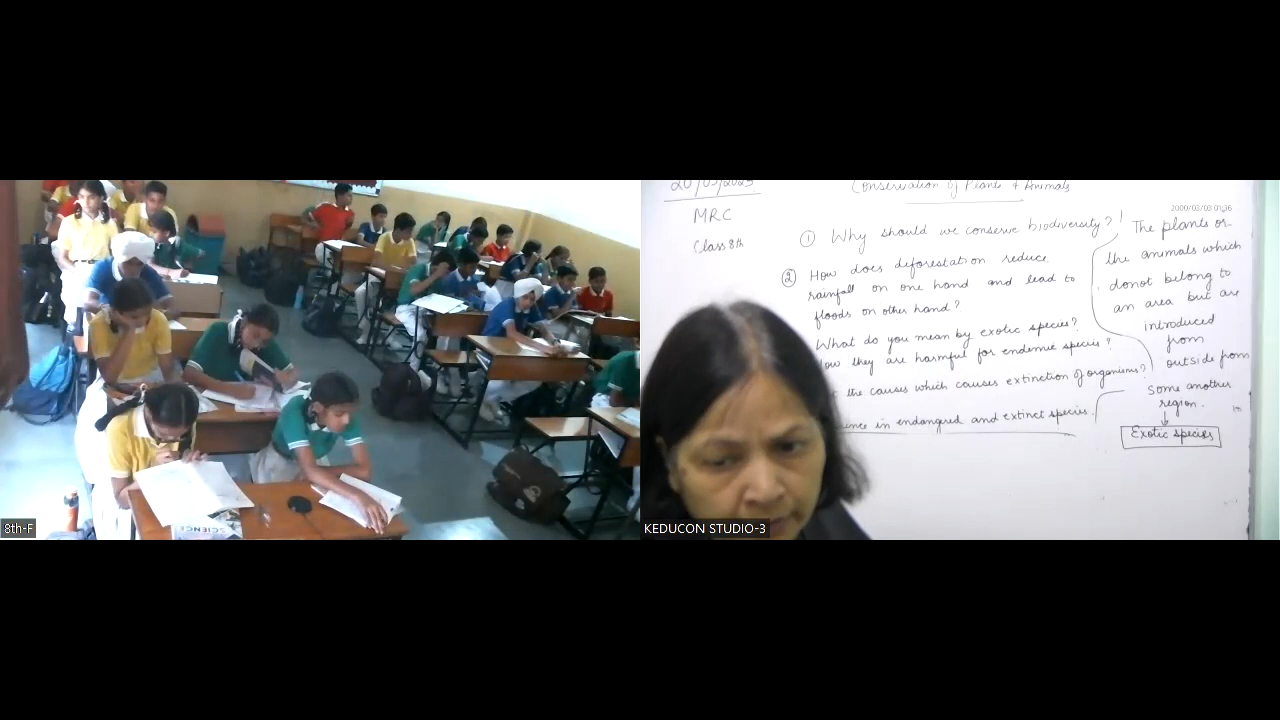 20/09/2023
Conservation of Plants & Animals
2000/03/03 01:36
MRC
Class 8th
① Why should we conserve biodiversity?
② How does deforestation reduce
rainfall on one hand and lead to
floods on other hand?
What do you mean by exotic species?
How they are harmful for endemic species?
the causes which causes extinction of organisms?
in endangred and extinct species.
The plants or
the animals which
donot belong to
an area but are
introduced
from
outside from
Some another
region.
Exotic species
SCIENCE
8th-F
KEDUCON STUDIO-3